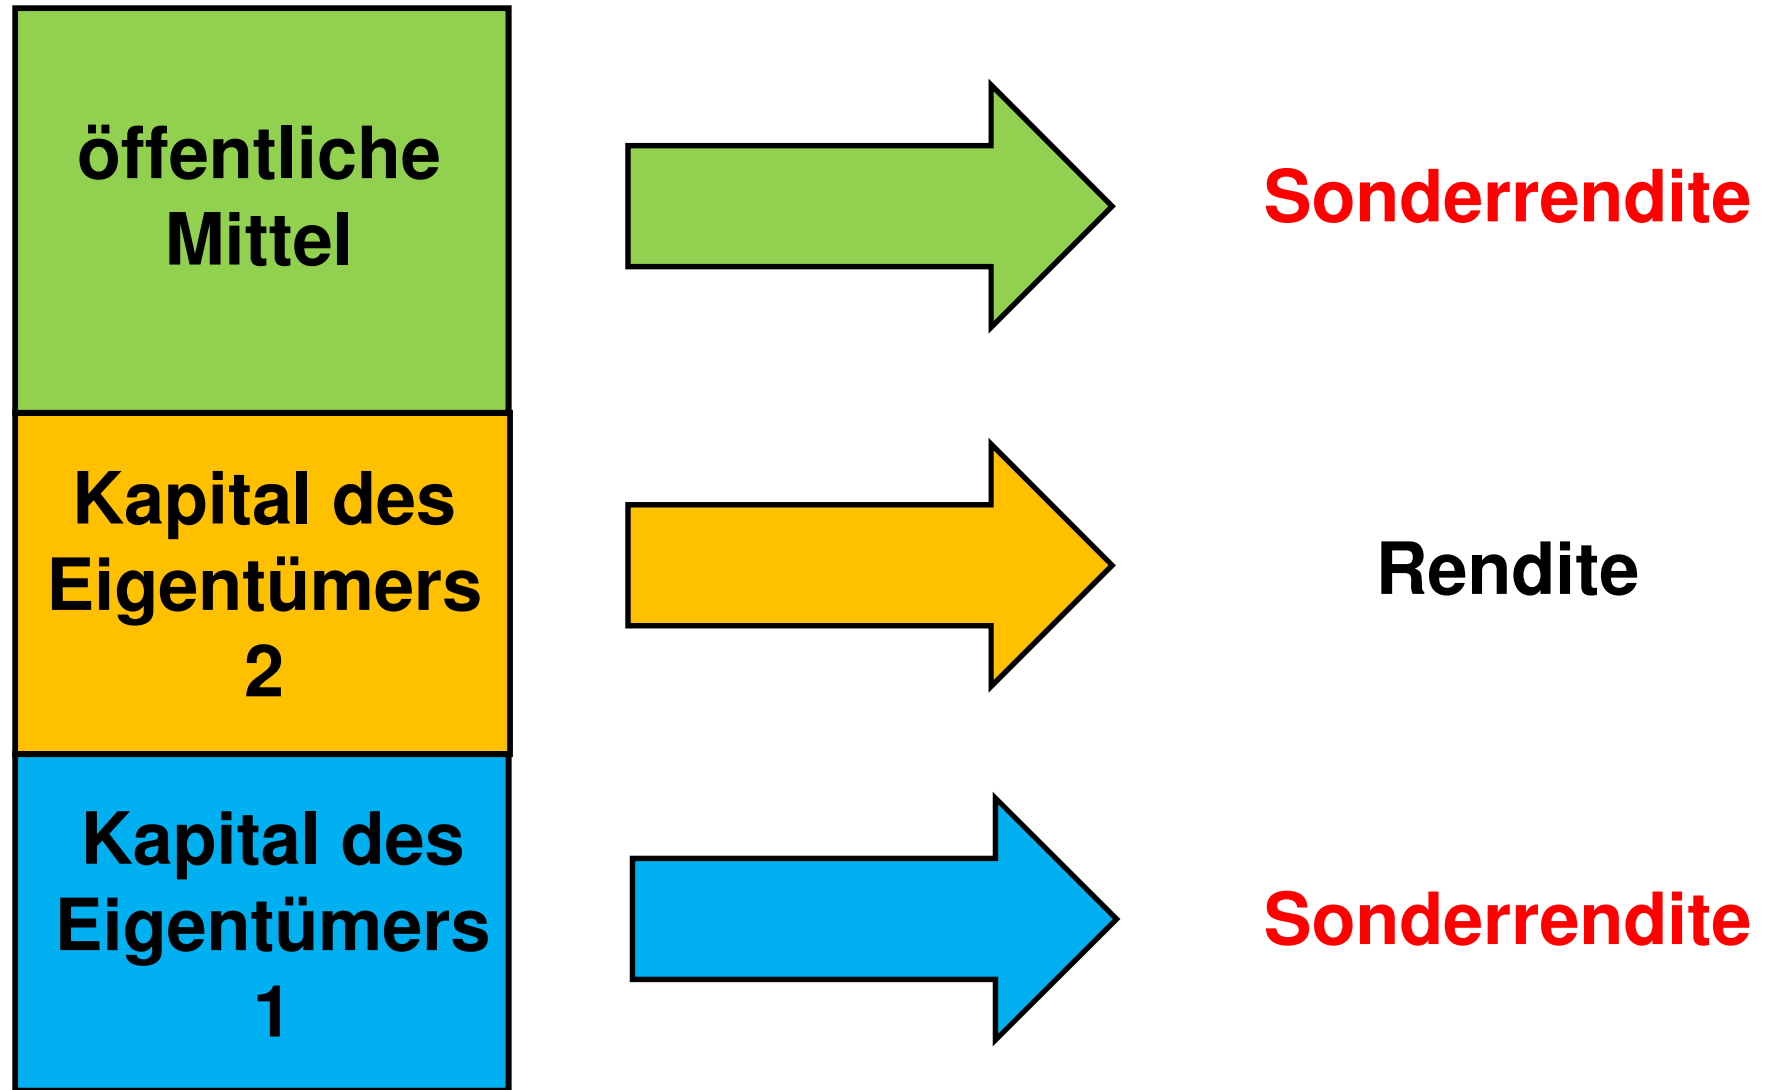 öffentliche
Mittel
Sonderrendite
Kapital des
Eigentümers
2
Rendite
Kapital des
Eigentümers
1
Sonderrendite